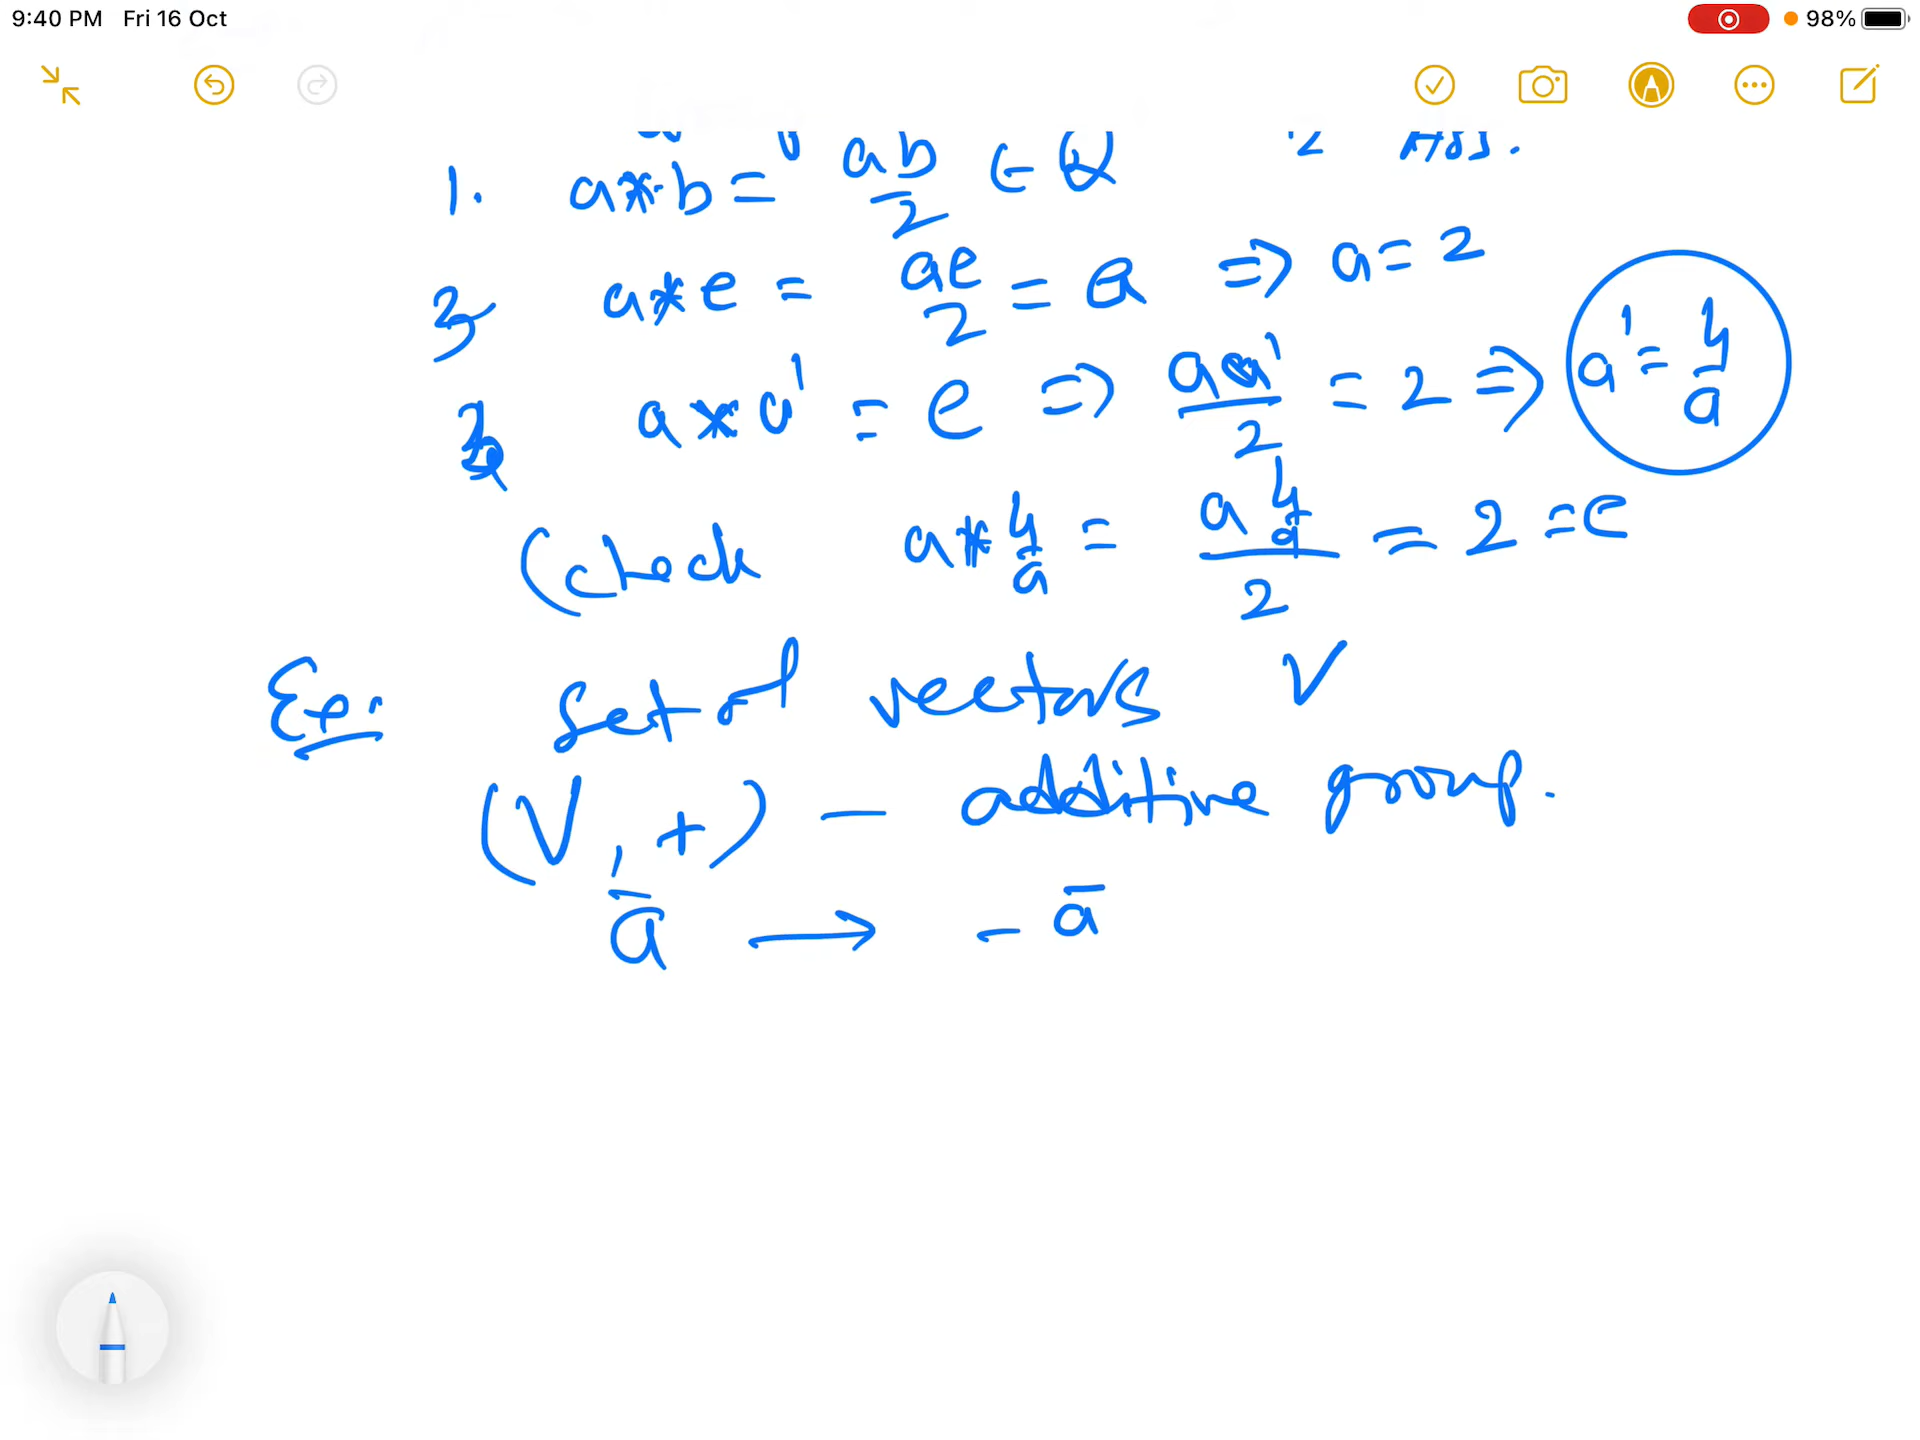 9:40 PM Fri 16 Oct 98%
2 Ass.
1. a*b = ab/2 ∈ Q
3 a*e = ae/2 = a ⇒ a = 2
a*a' = e ⇒ aa'/2 = 2 ⇒ a' = 4/a
(check a*4/a = a 4/a / 2 = 2 = e
Ex: set of vectors V
(V, +) — additive group.
ā → -ā